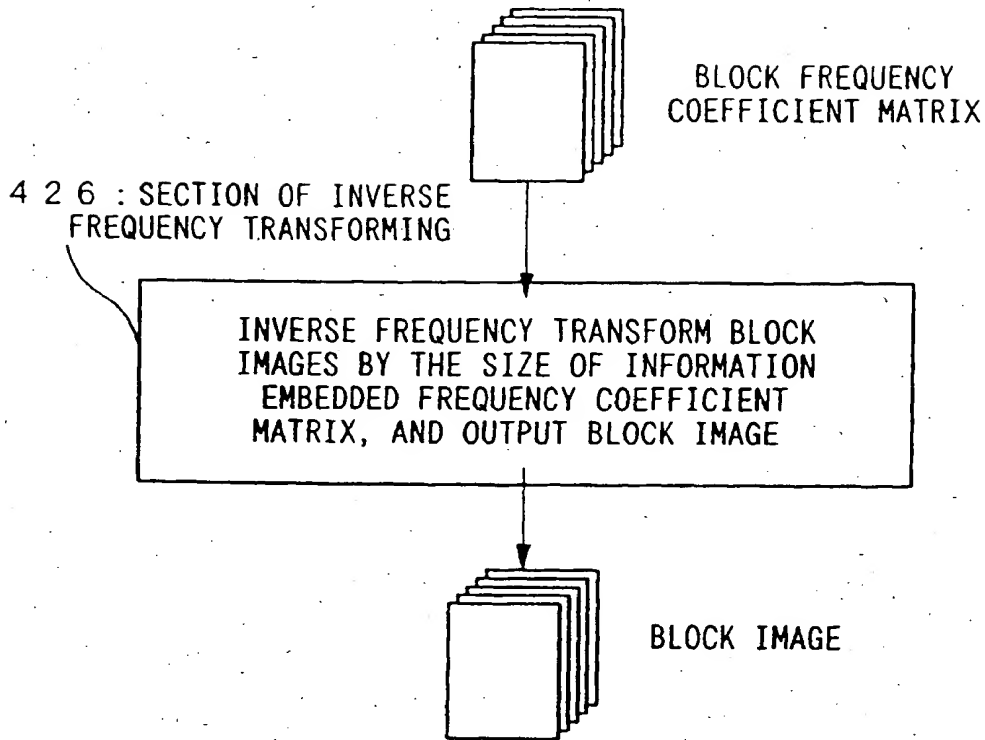 BLOCK FREQUENCY
COEFFICIENT MATRIX
4 2 6 : SECTION OF INVERSE
FREQUENCY TRANSFORMING
INVERSE FREQUENCY TRANSFORM BLOCK
IMAGES BY THE SIZE OF INFORMATION
EMBEDDED FREQUENCY COEFFICIENT
MATRIX, AND OUTPUT BLOCK IMAGE
BLOCK IMAGE